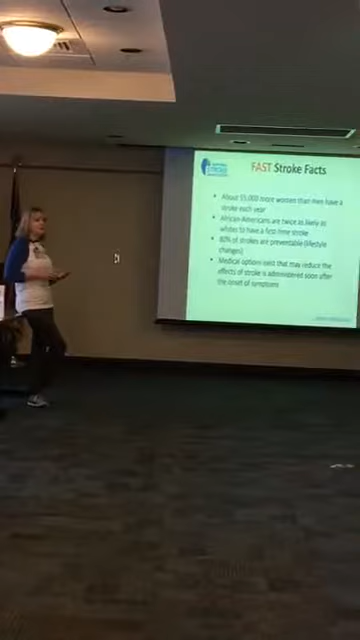 STROKE
FAST Stroke Facts
• About 55,000 more women than men have a
stroke each year
• African-Americans are twice as likely as
whites to have a first-time stroke
• 80% of strokes are preventable (lifestyle
changes)
• Medical options exist that may reduce the
effects of stroke is administered soon after
the onset of symptoms